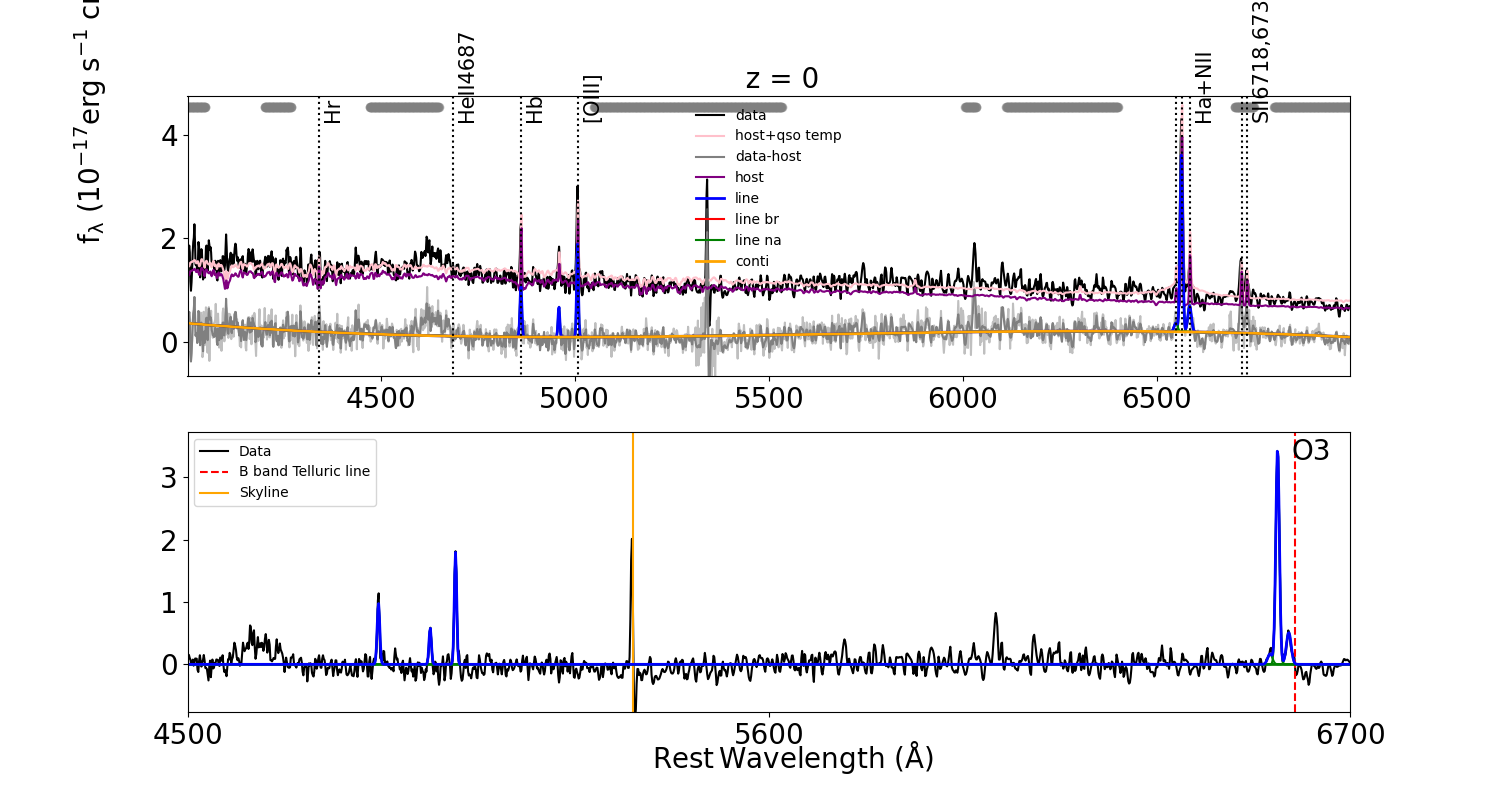 z = 0
Hr
HeII4687
Hb
[OIII]
Ha+NII
SII6718,673
data
host+qso temp
data-host
host
line
line br
line na
conti
f_λ (10^{-17} erg s^{-1}
4
2
0
4500 5000 5500 6000 6500
Data
B band Telluric line
Skyline
O3
3
2
1
0
4500 5600 6700
Rest Wavelength (Å)